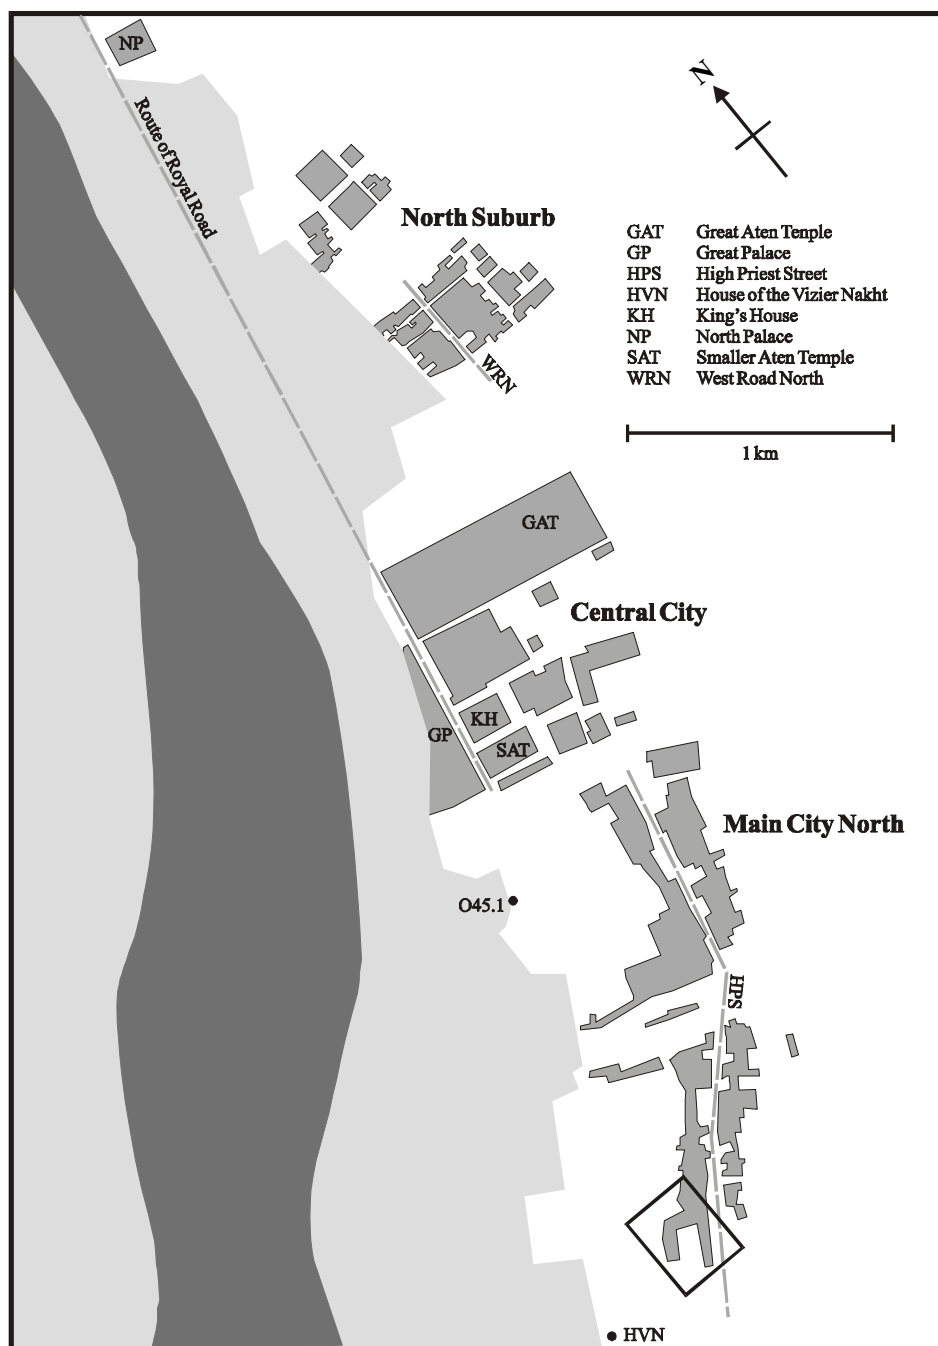 NP
N
Route of Royal Road
North Suburb
GAT Great Aten Tenple
GP Great Palace
HPS High Priest Street
HVN House of the Vizier Nakht
KH King's House
NP North Palace
SAT Smaller Aten Temple
WRN West Road North
WRN
1 km
GAT
Central City
KH
GP
SAT
Main City North
O45.1
HPS
HVN